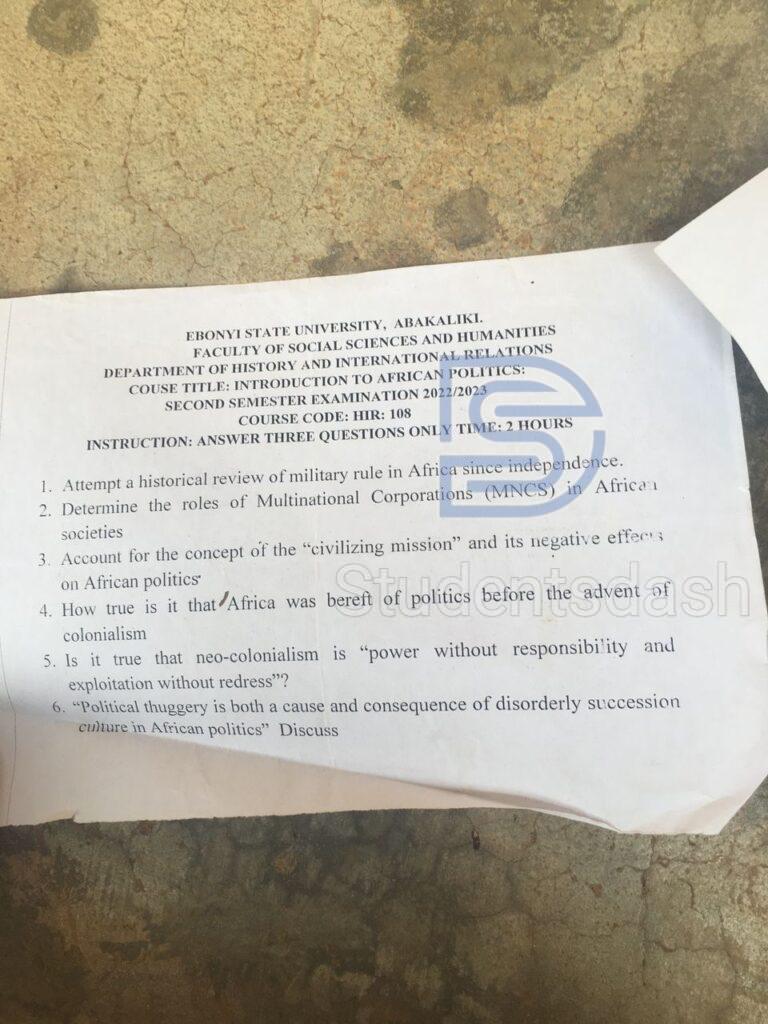 EBONYI STATE UNIVERSITY, ABAKALIKI.
FACULTY OF SOCIAL SCIENCES AND HUMANITIES
DEPARTMENT OF HISTORY AND INTERNATIONAL RELATIONS
COUSE TITLE: INTRODUCTION TO AFRICAN POLITICS:
SECOND SEMESTER EXAMINATION 2022/2023
COURSE CODE: HIR: 108
INSTRUCTION: ANSWER THREE QUESTIONS ONLY TIME: 2 HOURS
1. Attempt a historical review of military rule in Africa since independence.
2. Determine the roles of Multinational Corporations (MNCS) in African
societies
3. Account for the concept of the “civilizing mission” and its negative effects
on African politics
4. How true is it that Africa was bereft of politics before the advent of
colonialism
5. Is it true that neo-colonialism is “power without responsibility and
exploitation without redress”?
6. “Political thuggery is both a cause and consequence of disorderly succession
culture in African politics” Discuss
Studentsdash